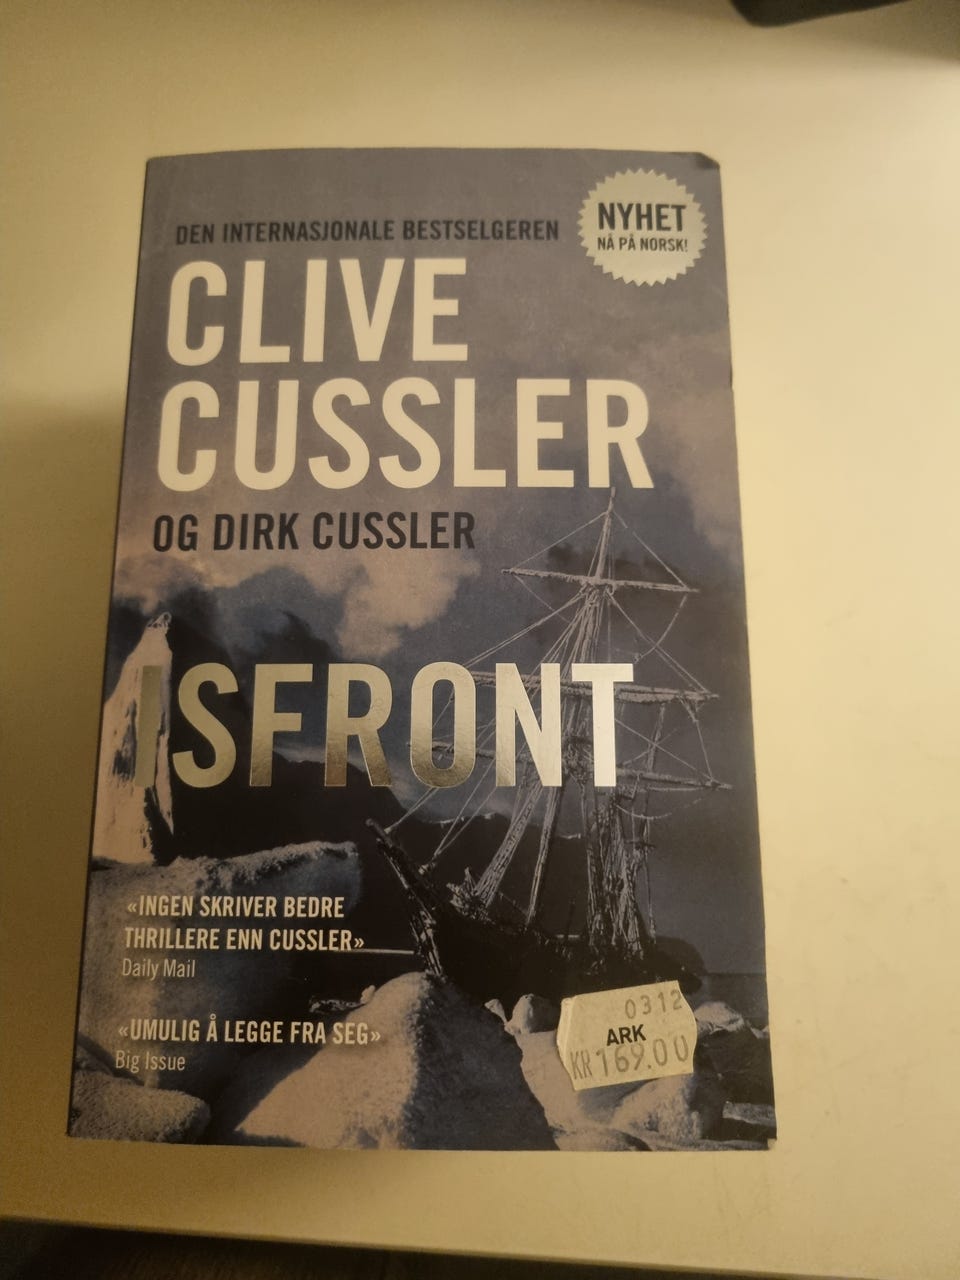 DEN INTERNASJONALE BESTSELGEREN
NYHET
NÅ PÅ NORSK!
CLIVE
CUSSLER
OG DIRK CUSSLER
ISFRONT
«INGEN SKRIVER BEDRE
THRILLERE ENN CUSSLER»
Daily Mail
«UMULIG Å LEGGE FRA SEG»
Big Issue
0312
ARK
KR 169.00